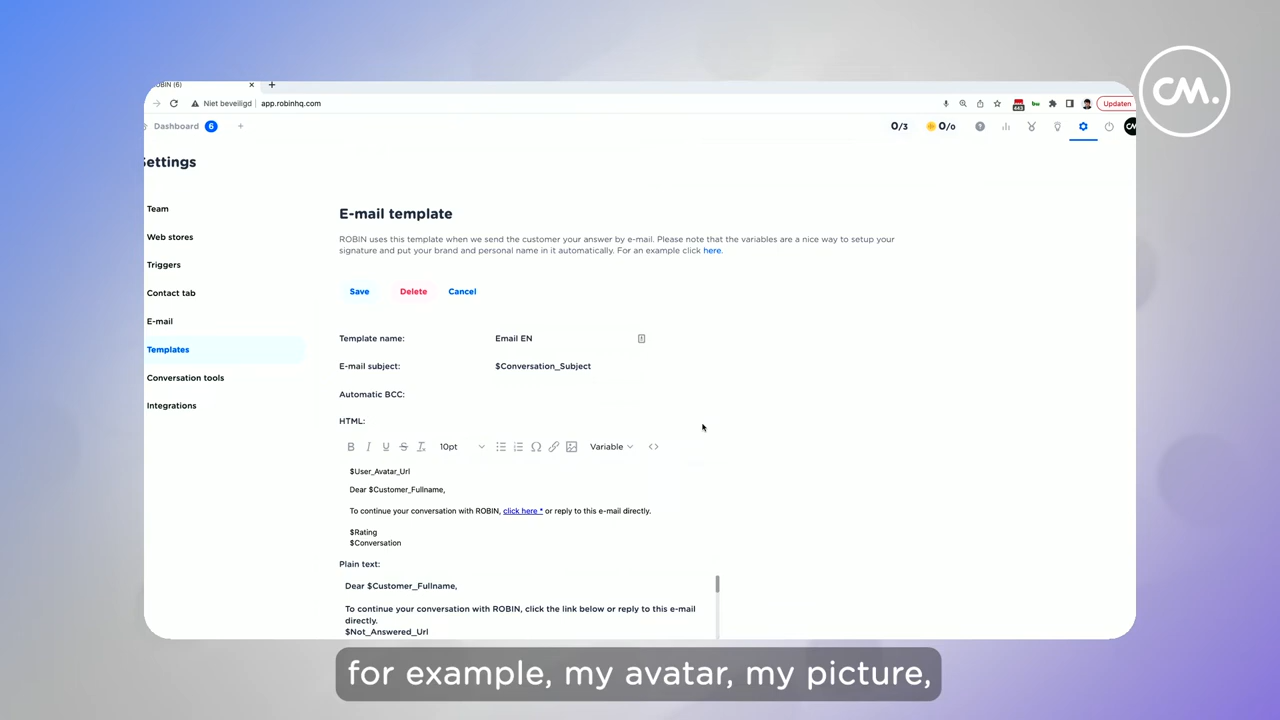 CM.
OBIN (6)
Niet beveiligd app.robinhq.com
443
Updaten
Dashboard 6
0/3
0/0
CM
Settings
Team
Web stores
Triggers
Contact tab
E-mail
Templates
Conversation tools
Integrations
E-mail template
ROBIN uses this template when we send the customer your answer by e-mail. Please note that the variables are a nice way to setup your
signature and put your brand and personal name in it automatically. For an example click here.
Save Delete Cancel
Template name: Email EN
E-mail subject: $Conversation_Subject
Automatic BCC:
HTML:
B I U S T 10pt Ω Variable <>
$User_Avatar_Url
Dear $Customer_Fullname,
To continue your conversation with ROBIN, click here * or reply to this e-mail directly.
$Rating
$Conversation
Plain text:
Dear $Customer_Fullname,
To continue your conversation with ROBIN, click the link below or reply to this e-mail
directly.
$Not_Answered_Url
for example, my avatar, my picture,